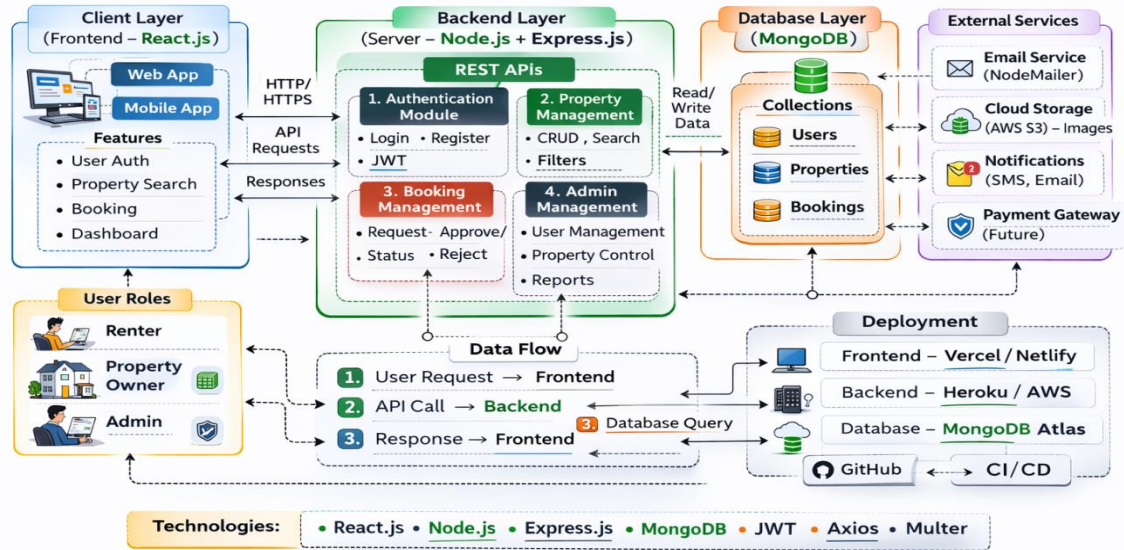 Client Layer
(Frontend – React.js)
Web App
Mobile App
Features
• User Auth
• Property Search
• Booking
• Dashboard
HTTP/
HTTPS
API
Requests
Responses
Backend Layer
(Server – Node.js + Express.js)
REST APIs
1. Authentication
Module
• Login • Register
• JWT
2. Property
Management
• CRUD , Search
• Filters
3. Booking
Management
• Request- Approve/
• Status • Reject
4. Admin
Management
• User Management
• Property Control
• Reports
Read/
Write
Data
Database Layer
(MongoDB)
Collections
Users
Properties
Bookings
External Services
Email Service
(NodeMailer)
Cloud Storage
(AWS S3) – Images
2
Notifications
(SMS, Email)
Payment Gateway
(Future)
User Roles
Renter
Property
Owner
Admin
Data Flow
1. User Request → Frontend
2. API Call → Backend
3. Response → Frontend
3. Database Query
Deployment
Frontend – Vercel / Netlify
Backend – Heroku / AWS
Database – MongoDB Atlas
GitHub
CI/CD
Technologies: • React.js • Node.js • Express.js • MongoDB • JWT • Axios • Multer